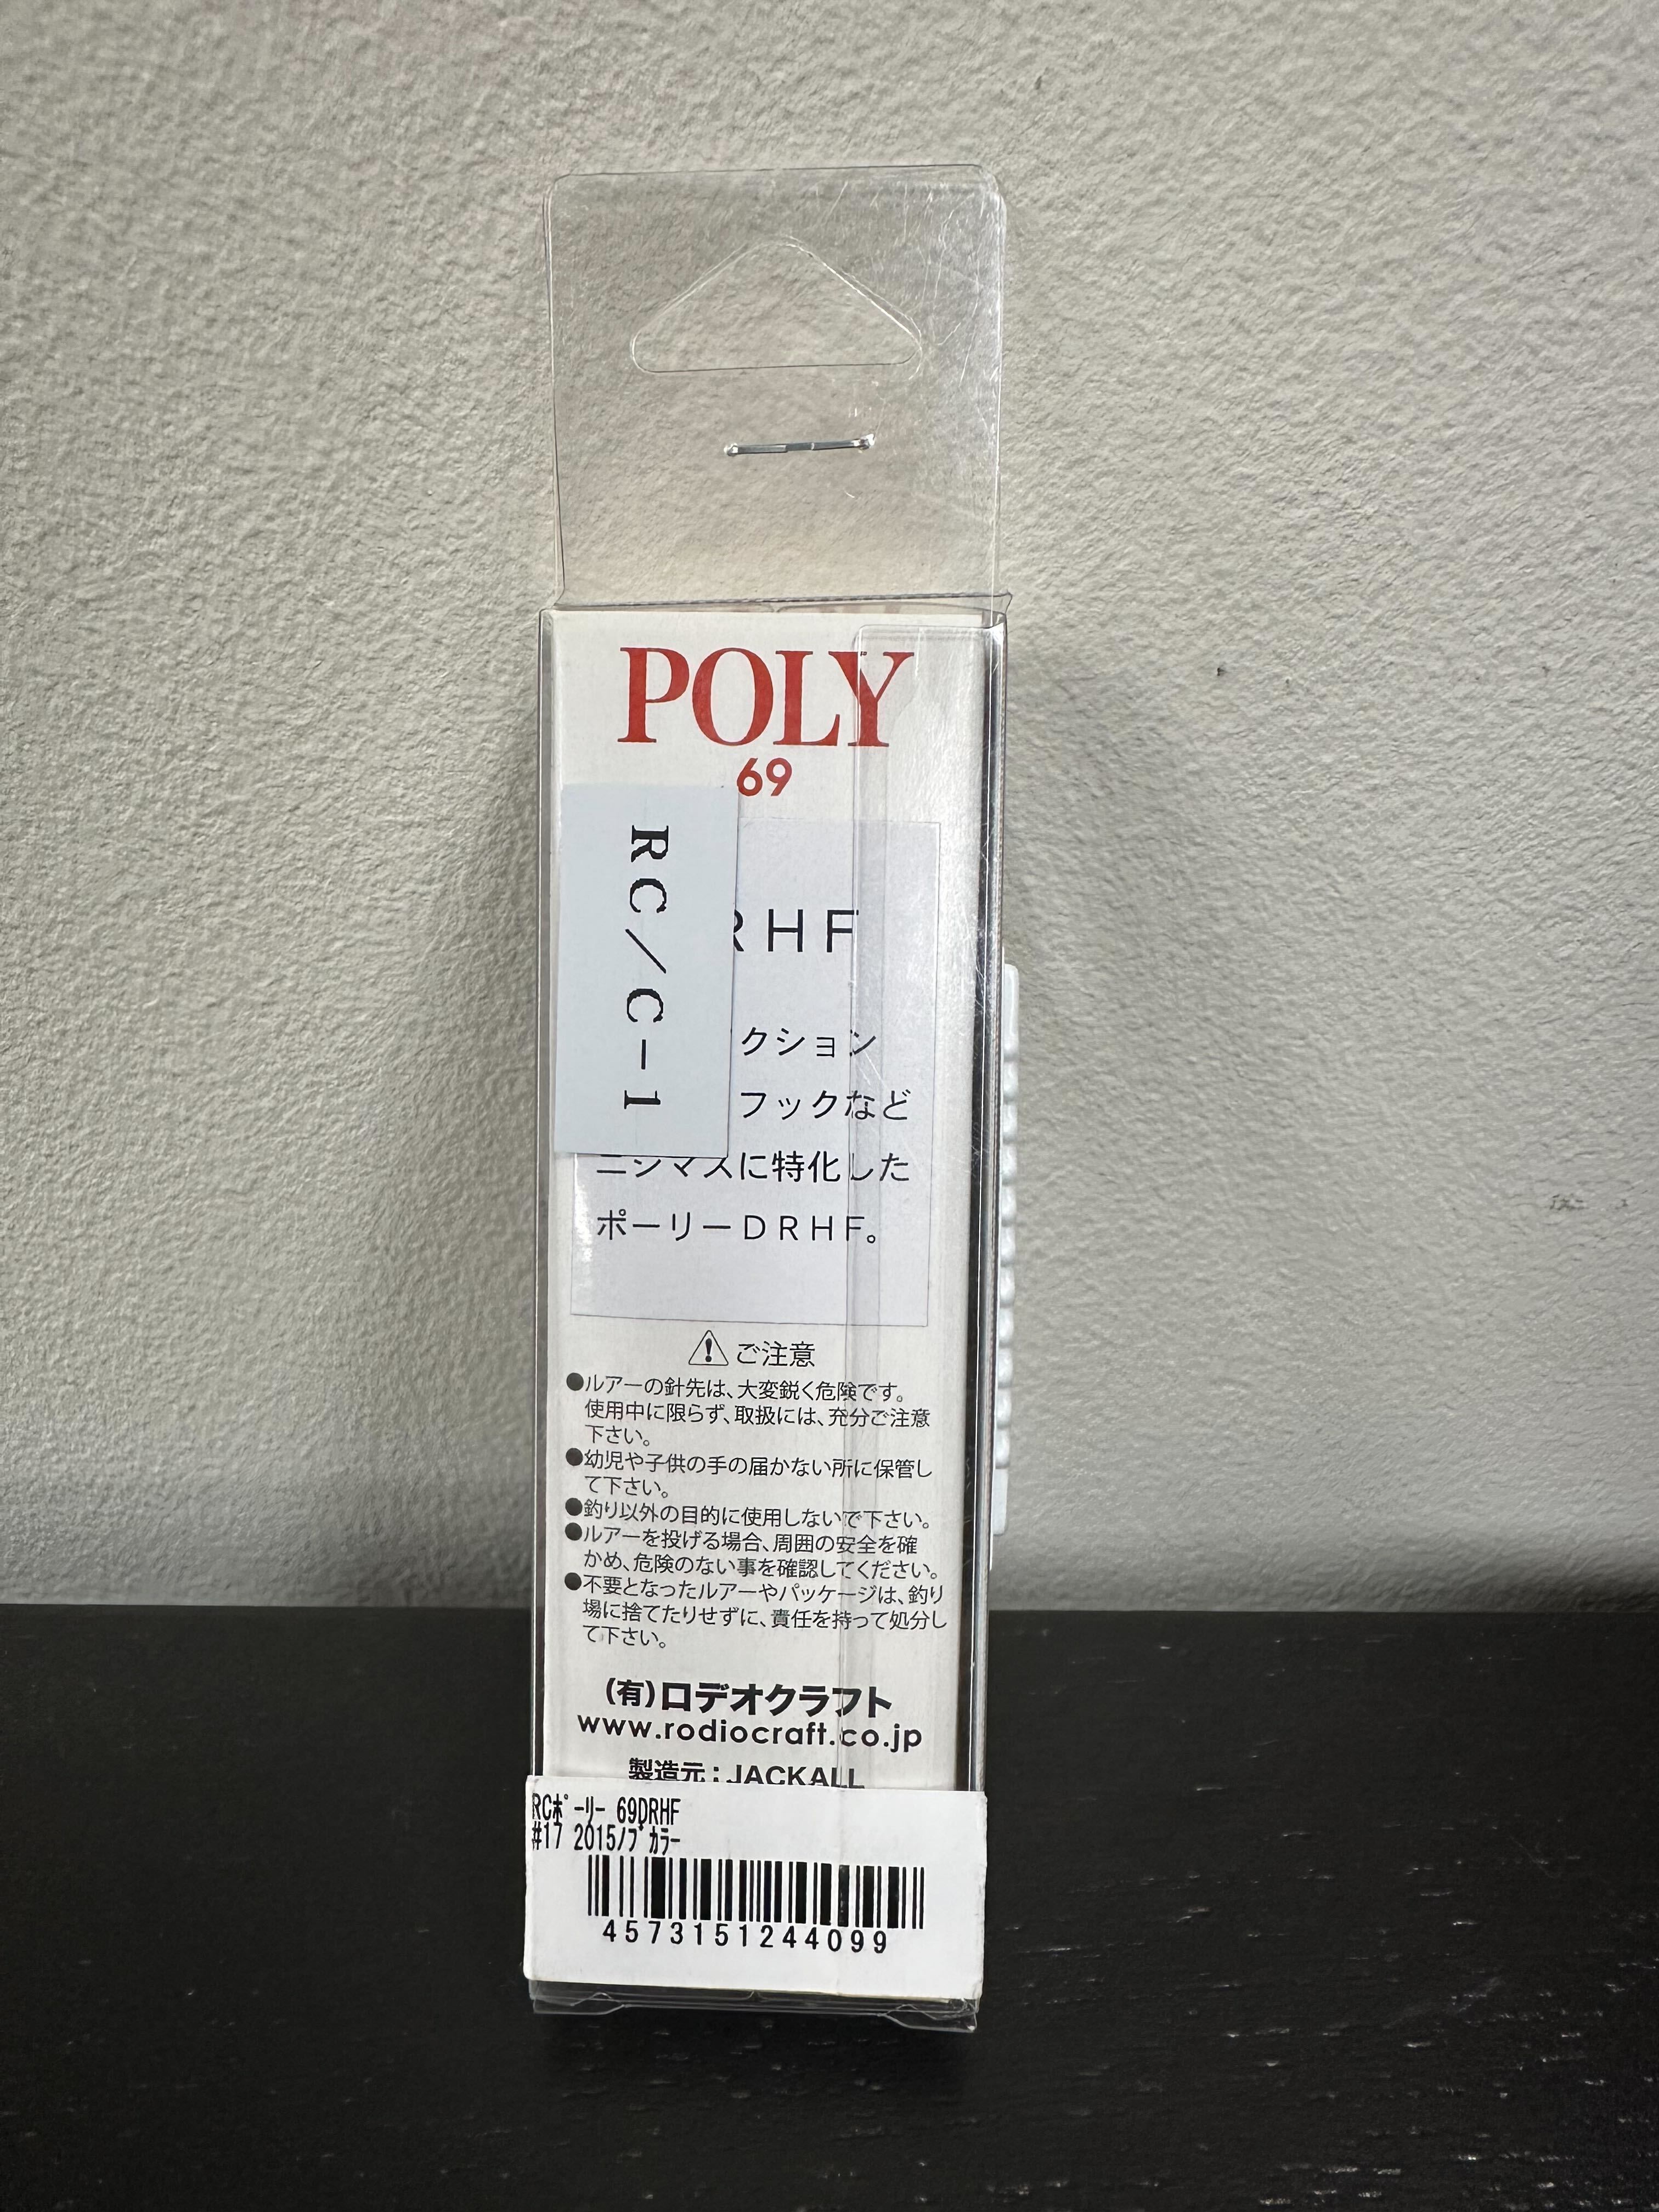 POLY
69
RC/C-1
RHF
クション
フックなど
ニジマスに特化した
ポーリーDRHF。
ご注意
●ルアーの針先は、大変鋭く危険です。
使用中に限らず、取扱には、充分ご注意
下さい。
●幼児や子供の手の届かない所に保管し
て下さい。
●釣り以外の目的に使用しないで下さい。
●ルアーを投げる場合、周囲の安全を確
かめ、危険のない事を確認してください。
●不要となったルアーやパッケージは、釣り
場に捨てたりせずに、責任を持って処分し
て下さい。
(有)ロデオクラフト
www.rodiocraft.co.jp
製造元:JACKALL
RCポーリー 69DRHF
#17 2015ノブカラー
4573151244099